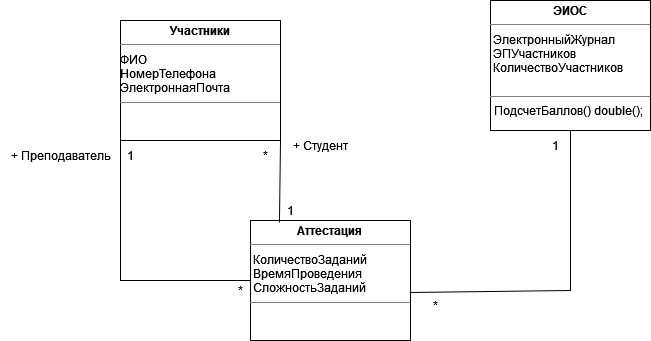 Участники
ФИО
НомерТелефона
ЭлектроннаяПочта
ЭИОС
ЭлектронныйЖурнал
ЭПУчастников
КоличествоУчастников
ПодсчетБаллов() double();
+ Преподаватель
1
*
+ Студент
1
1
Аттестация
КоличествоЗаданий
ВремяПроведения
СложностьЗаданий
*
*